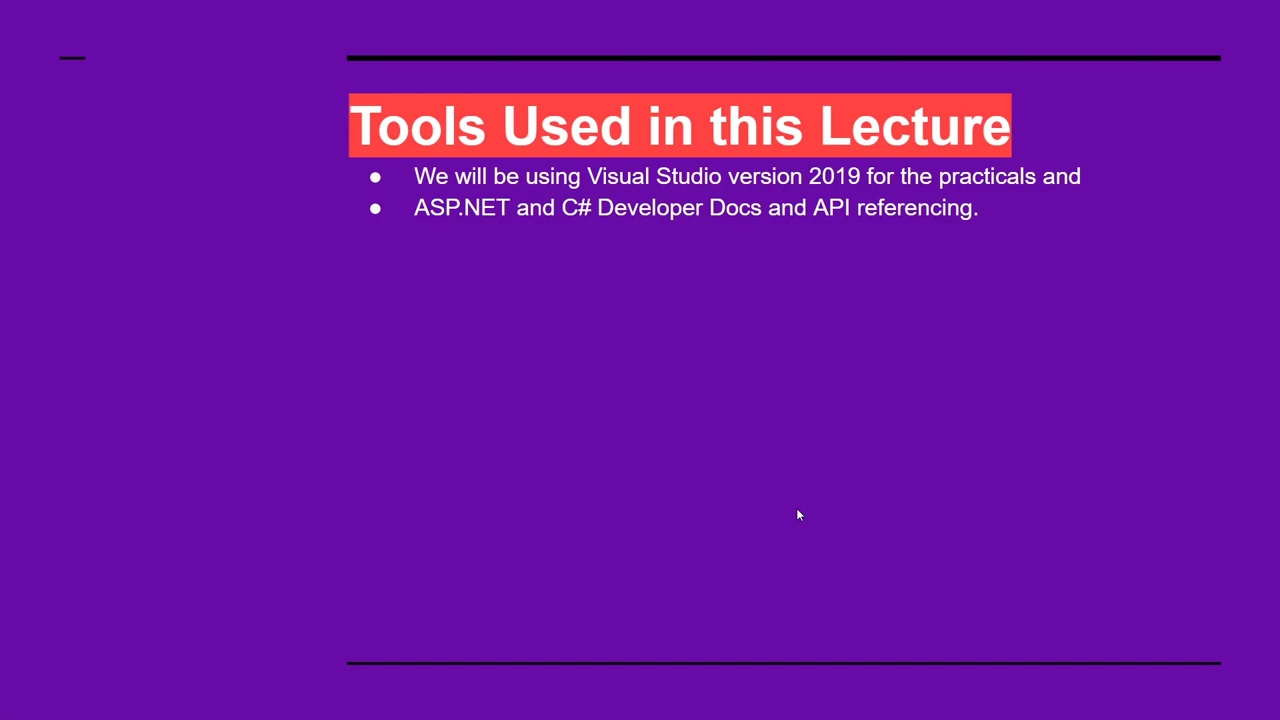 Tools Used in this Lecture
● We will be using Visual Studio version 2019 for the practicals and
● ASP.NET and C# Developer Docs and API referencing.